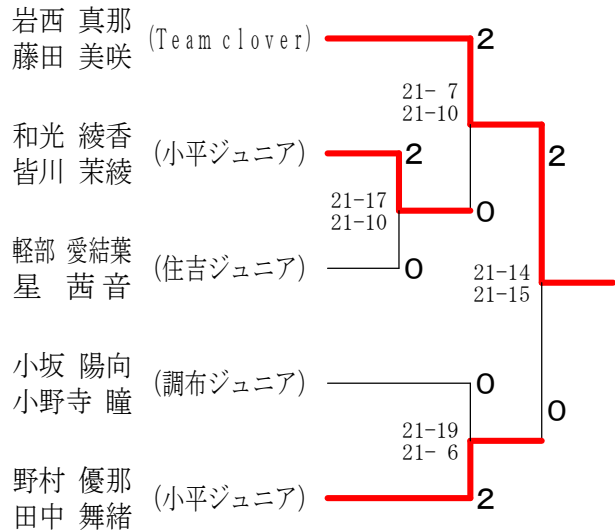 岩西 真那
藤田 美咲
(Team clover)
2
21- 7
21-10
和光 綾香
皆川 茉綾
(小平ジュニア)
2
2
21-17
21-10
0
軽部 愛結葉
星 茜音
(住吉ジュニア)
0
21-14
21-15
小坂 陽向
小野寺 瞳
(調布ジュニア)
0
0
21-19
21- 6
野村 優那
田中 舞緒
(小平ジュニア)
2